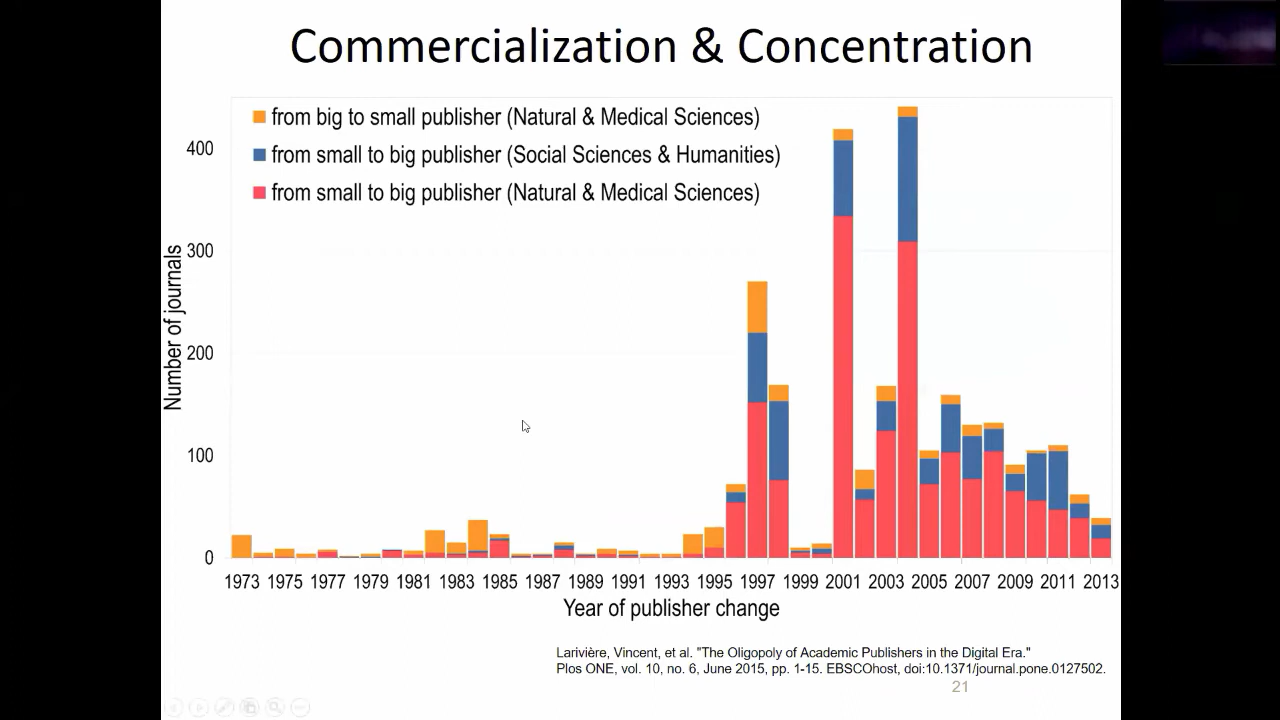 Commercialization & Concentration
from big to small publisher (Natural & Medical Sciences)
from small to big publisher (Social Sciences & Humanities)
from small to big publisher (Natural & Medical Sciences)
400
300
200
100
0
Number of journals
1973 1975 1977 1979 1981 1983 1985 1987 1989 1991 1993 1995 1997 1999 2001 2003 2005 2007 2009 2011 2013
Year of publisher change
Larivière, Vincent, et al. "The Oligopoly of Academic Publishers in the Digital Era."
Plos ONE, vol. 10, no. 6, June 2015, pp. 1-15. EBSCOhost, doi:10.1371/journal.pone.0127502.
21